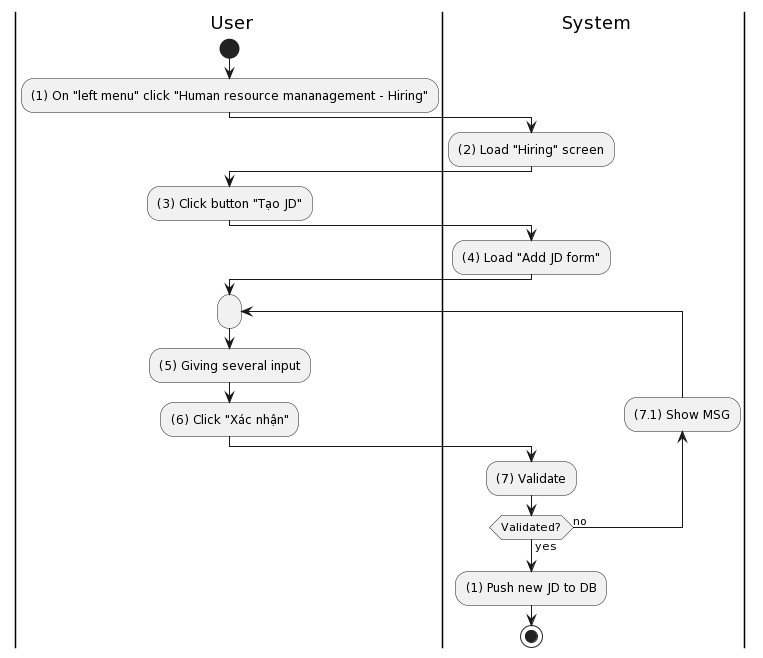 User
System
(1) On "left menu" click "Human resource mananagement - Hiring"
(2) Load "Hiring" screen
(3) Click button "Tạo JD"
(4) Load "Add JD form"
(5) Giving several input
(7.1) Show MSG
(6) Click "Xác nhận"
(7) Validate
Validated?
no
yes
(1) Push new JD to DB